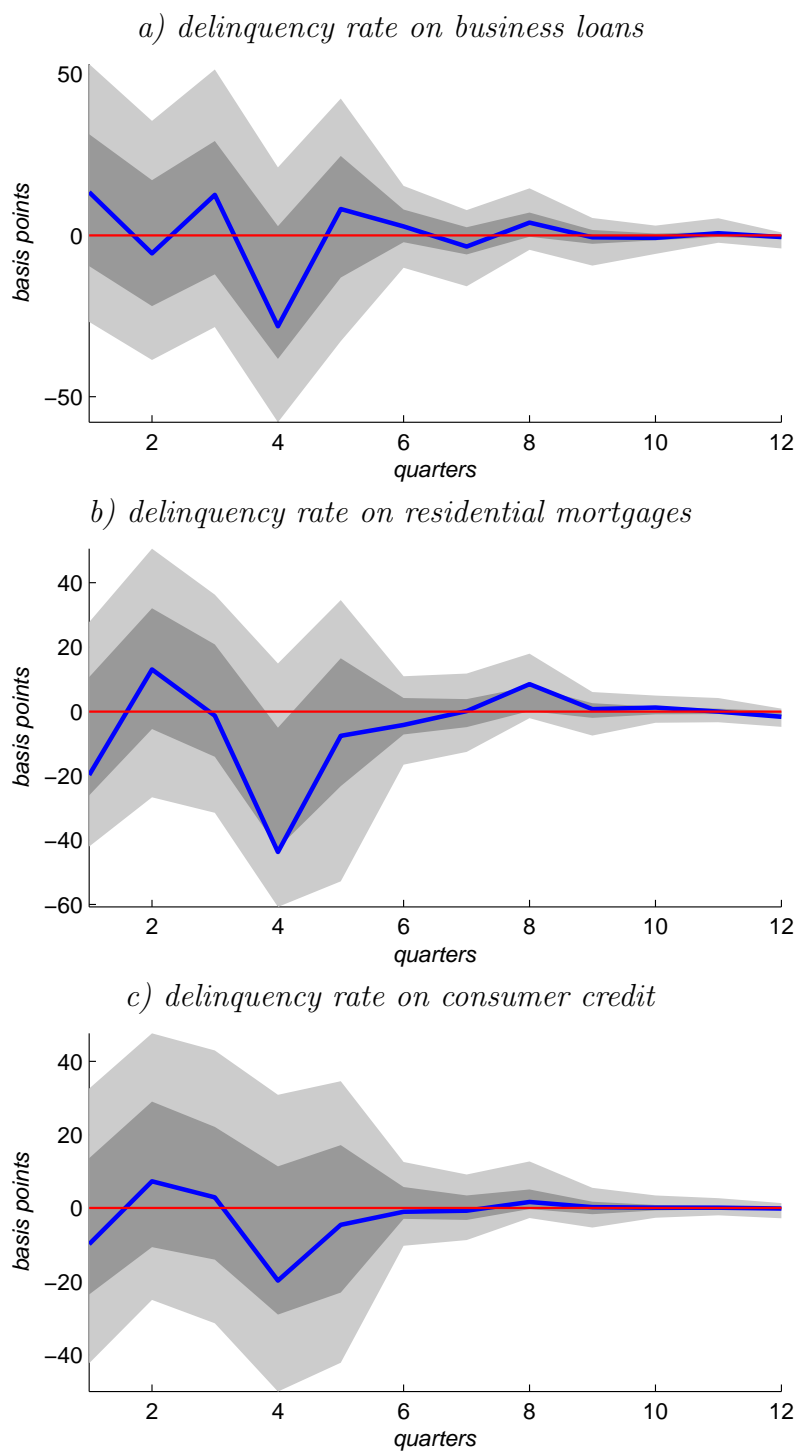 a) delinquency rate on business loans
50
0
−50
basis points
2 4 6 8 10 12
quarters
b) delinquency rate on residential mortgages
40
20
0
−20
−40
−60
basis points
2 4 6 8 10 12
quarters
c) delinquency rate on consumer credit
40
20
0
−20
−40
basis points
2 4 6 8 10 12
quarters